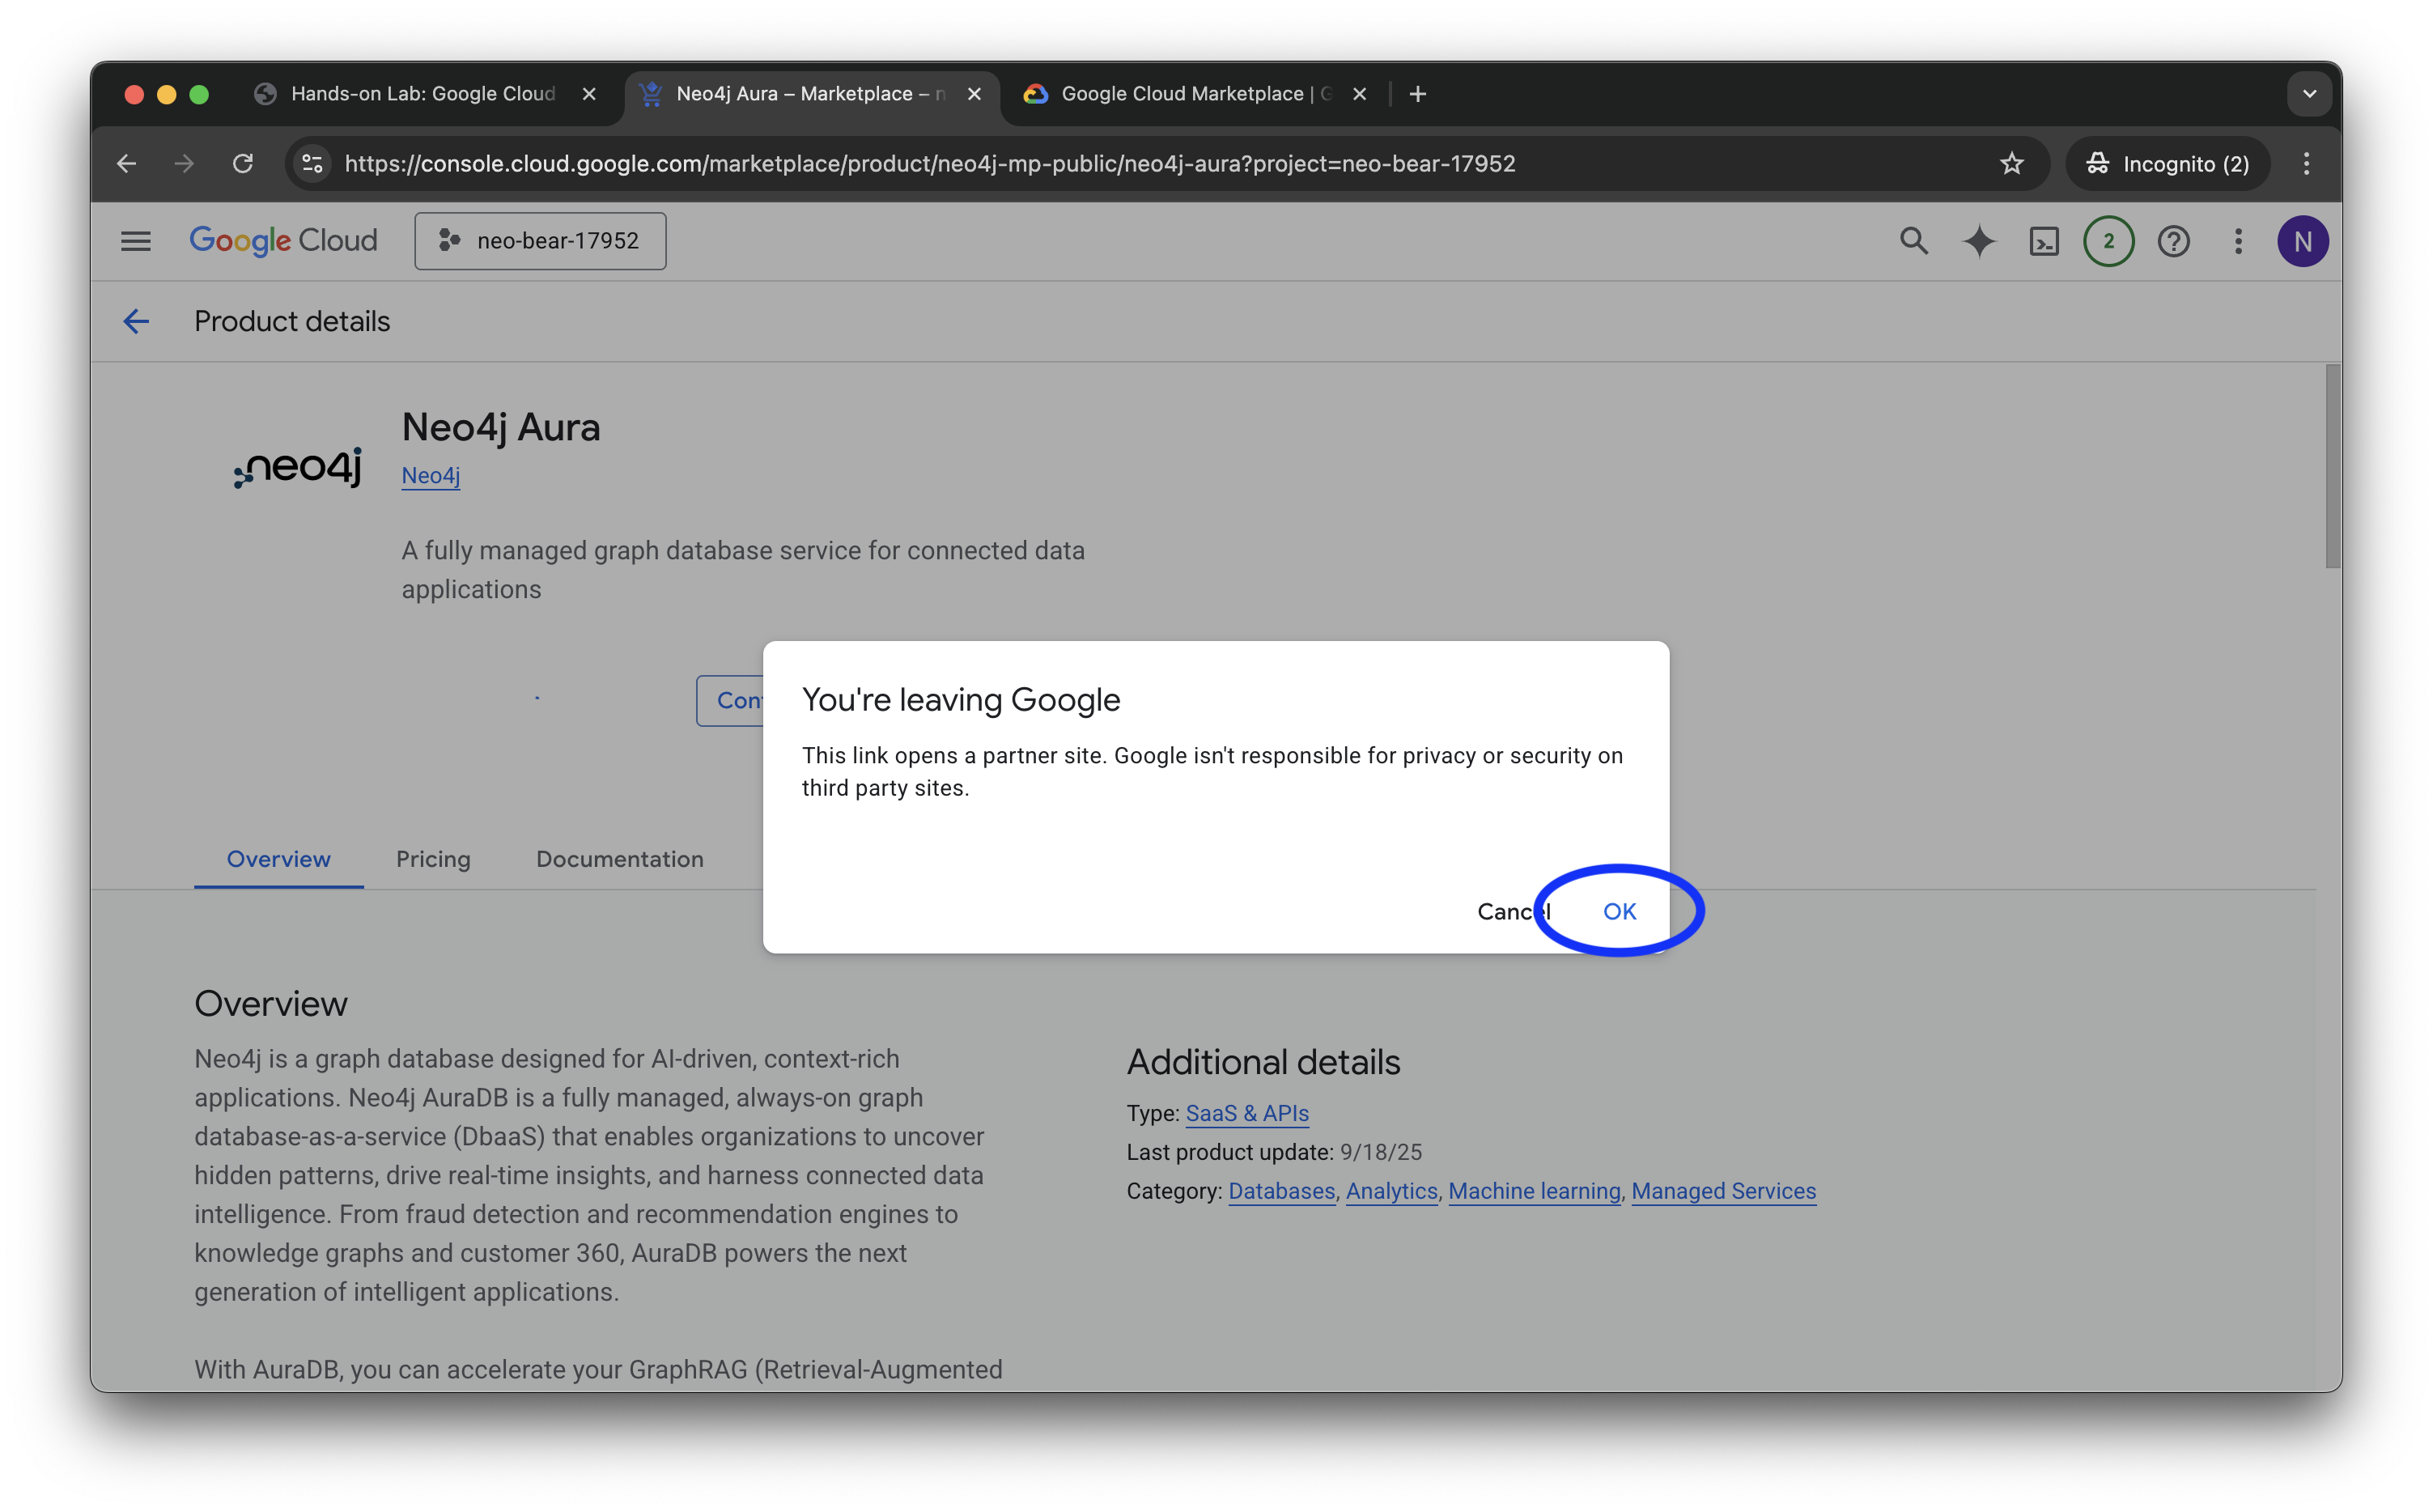 Hands-on Lab: Google Cloud
Neo4j Aura – Marketplace – n
Google Cloud Marketplace | G
https://console.cloud.google.com/marketplace/product/neo4j-mp-public/neo4j-aura?project=neo-bear-17952
Incognito (2)
Google Cloud
neo-bear-17952
2
N
Product details
neo4j
Neo4j Aura
Neo4j
A fully managed graph database service for connected data
applications
Cont
You're leaving Google
This link opens a partner site. Google isn't responsible for privacy or security on
third party sites.
Cancel
OK
Overview
Pricing
Documentation
Overview
Neo4j is a graph database designed for AI-driven, context-rich
applications. Neo4j AuraDB is a fully managed, always-on graph
database-as-a-service (DbaaS) that enables organizations to uncover
hidden patterns, drive real-time insights, and harness connected data
intelligence. From fraud detection and recommendation engines to
knowledge graphs and customer 360, AuraDB powers the next
generation of intelligent applications.
With AuraDB, you can accelerate your GraphRAG (Retrieval-Augmented
Additional details
Type: SaaS & APIs
Last product update: 9/18/25
Category: Databases, Analytics, Machine learning, Managed Services